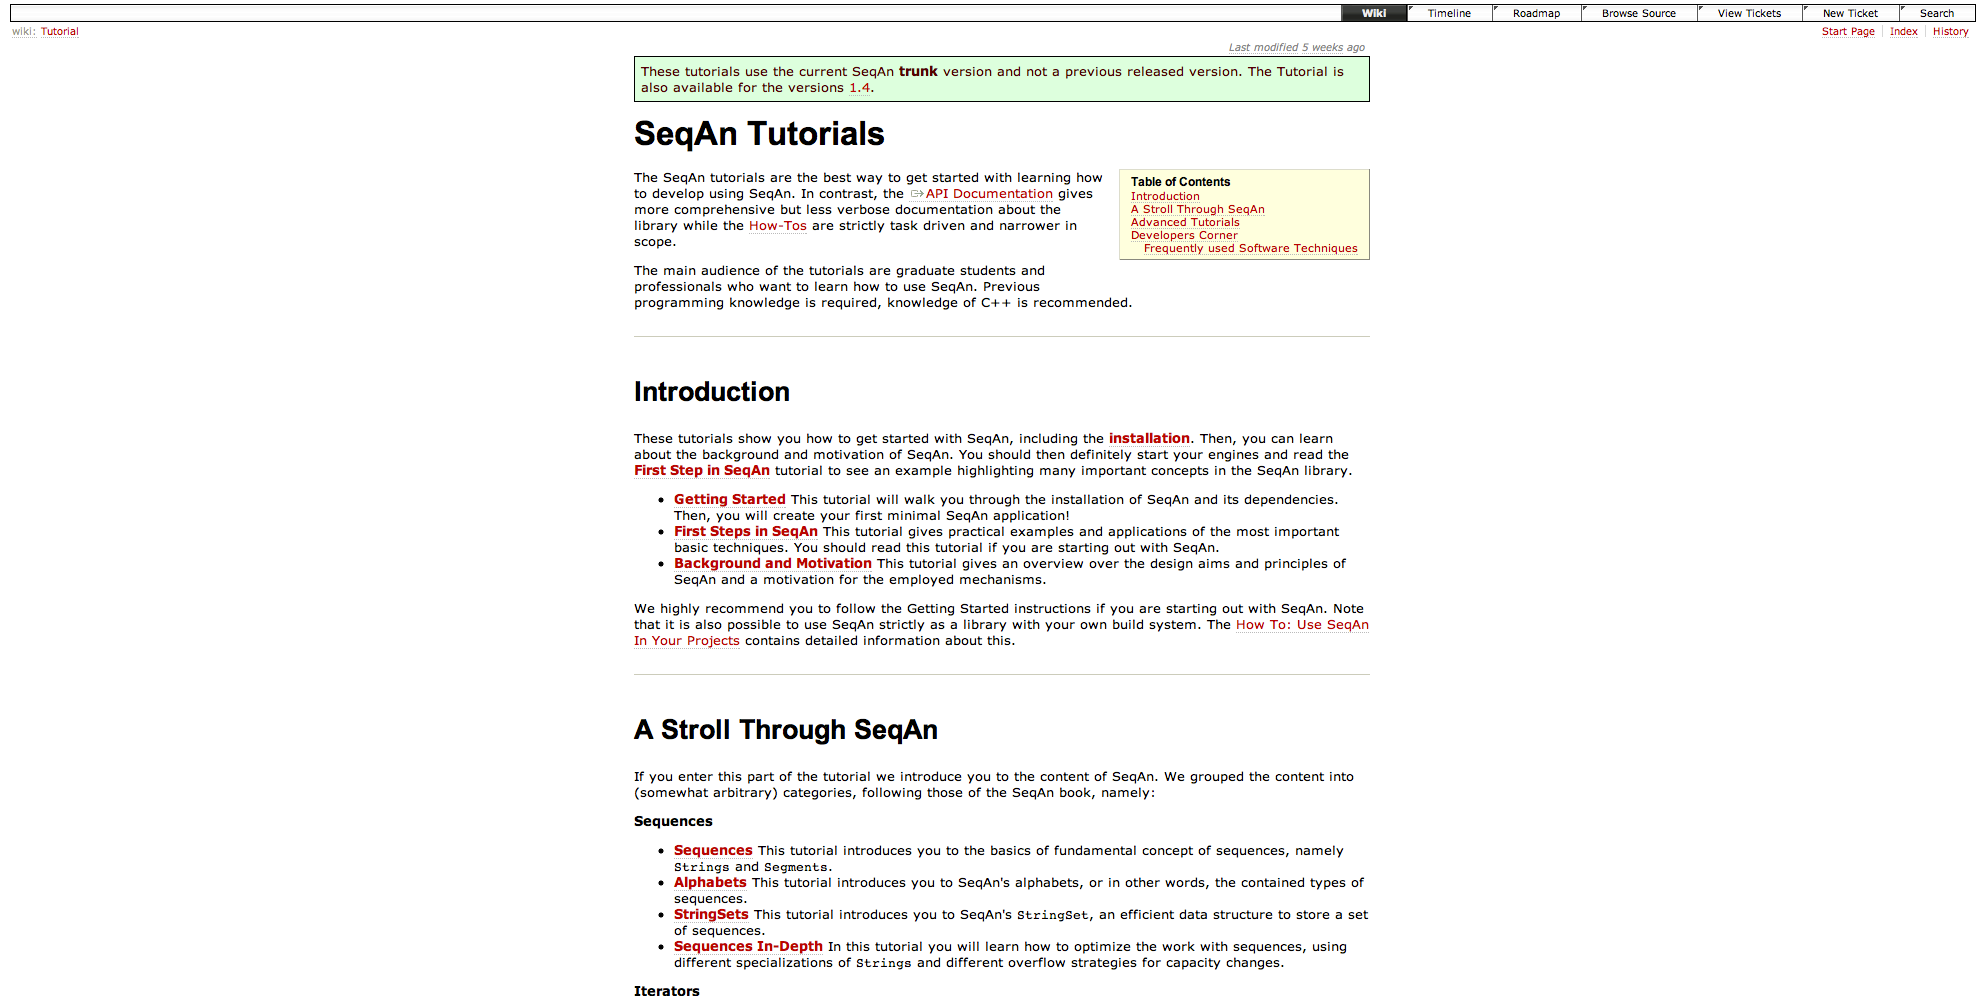 Wiki Timeline Roadmap Browse Source View Tickets New Ticket Search
wiki: Tutorial
Start Page Index History
Last modified 5 weeks ago
These tutorials use the current SeqAn trunk version and not a previous released version. The Tutorial is
also available for the versions 1.4.
SeqAn Tutorials
The SeqAn tutorials are the best way to get started with learning how
to develop using SeqAn. In contrast, the API Documentation gives
more comprehensive but less verbose documentation about the
library while the How-Tos are strictly task driven and narrower in
scope.
Table of Contents
Introduction
A Stroll Through SeqAn
Advanced Tutorials
Developers Corner
Frequently used Software Techniques
The main audience of the tutorials are graduate students and
professionals who want to learn how to use SeqAn. Previous
programming knowledge is required, knowledge of C++ is recommended.
Introduction
These tutorials show you how to get started with SeqAn, including the installation. Then, you can learn
about the background and motivation of SeqAn. You should then definitely start your engines and read the
First Step in SeqAn tutorial to see an example highlighting many important concepts in the SeqAn library.
• Getting Started This tutorial will walk you through the installation of SeqAn and its dependencies.
Then, you will create your first minimal SeqAn application!
• First Steps in SeqAn This tutorial gives practical examples and applications of the most important
basic techniques. You should read this tutorial if you are starting out with SeqAn.
• Background and Motivation This tutorial gives an overview over the design aims and principles of
SeqAn and a motivation for the employed mechanisms.
We highly recommend you to follow the Getting Started instructions if you are starting out with SeqAn. Note
that it is also possible to use SeqAn strictly as a library with your own build system. The How To: Use SeqAn
In Your Projects contains detailed information about this.
A Stroll Through SeqAn
If you enter this part of the tutorial we introduce you to the content of SeqAn. We grouped the content into
(somewhat arbitrary) categories, following those of the SeqAn book, namely:
Sequences
• Sequences This tutorial introduces you to the basics of fundamental concept of sequences, namely
Strings and Segments.
• Alphabets This tutorial introduces you to SeqAn's alphabets, or in other words, the contained types of
sequences.
• StringSets This tutorial introduces you to SeqAn's StringSet, an efficient data structure to store a set
of sequences.
• Sequences In-Depth In this tutorial you will learn how to optimize the work with sequences, using
different specializations of Strings and different overflow strategies for capacity changes.
Iterators